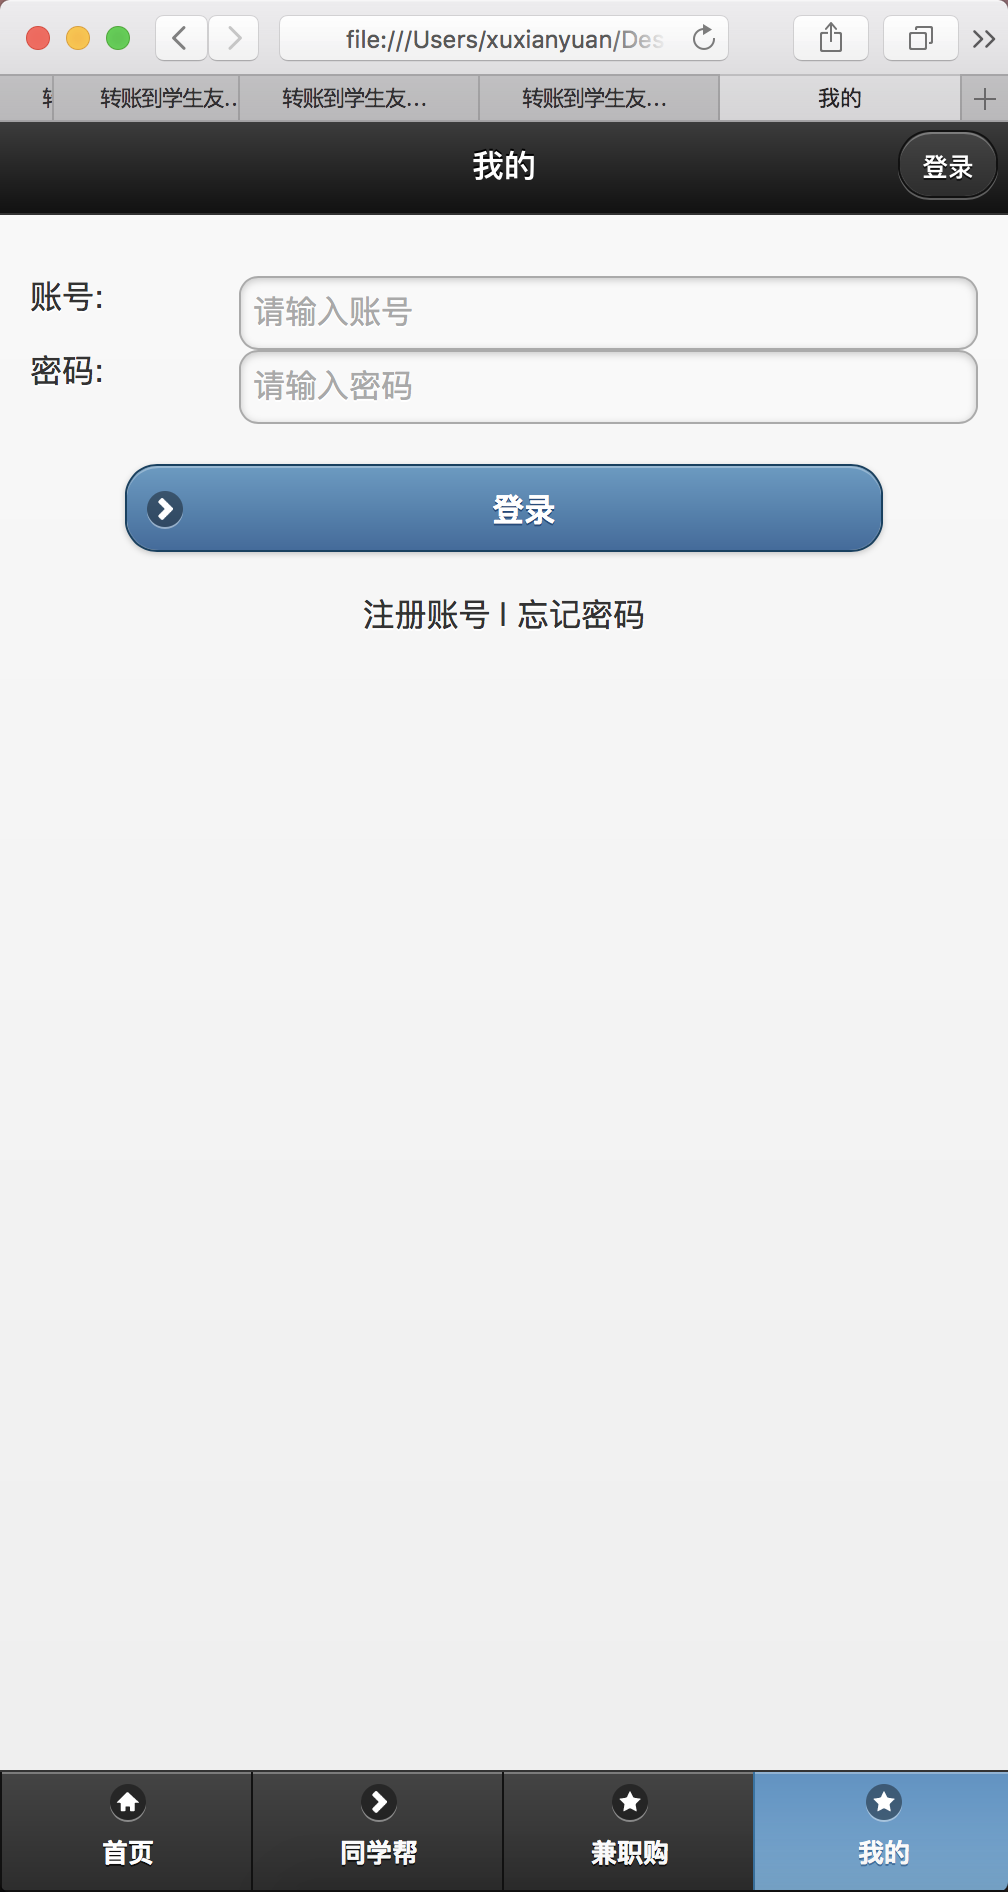 file:///Users/xuxianyuan/Des
转账到学生友... 转账到学生友... 转账到学生友... 我的
我的 登录
账号: 请输入账号
密码: 请输入密码
登录
注册账号 | 忘记密码
首页 同学帮 兼职购 我的